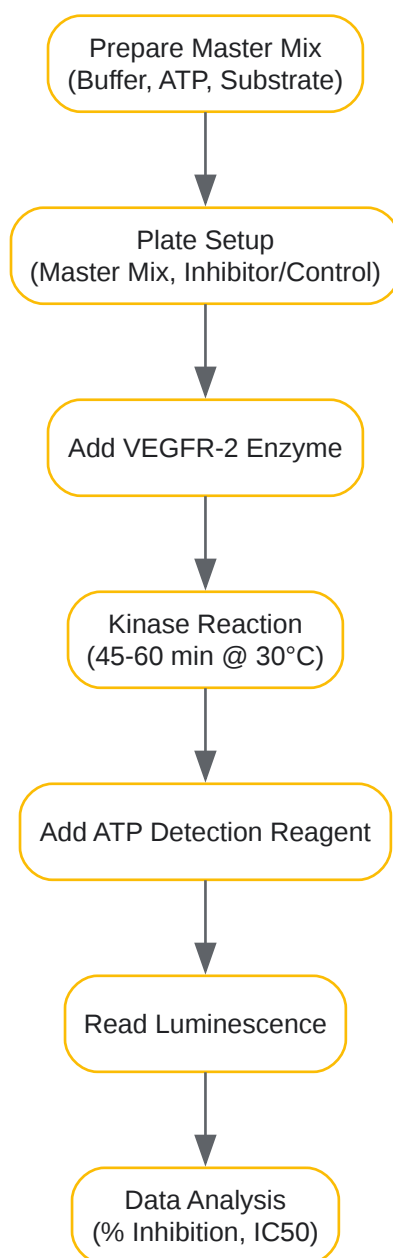 Prepare Master Mix
(Buffer, ATP, Substrate)
Plate Setup
(Master Mix, Inhibitor/Control)
Add VEGFR-2 Enzyme
Kinase Reaction
(45-60 min @ 30°C)
Add ATP Detection Reagent
Read Luminescence
Data Analysis
(% Inhibition, IC50)